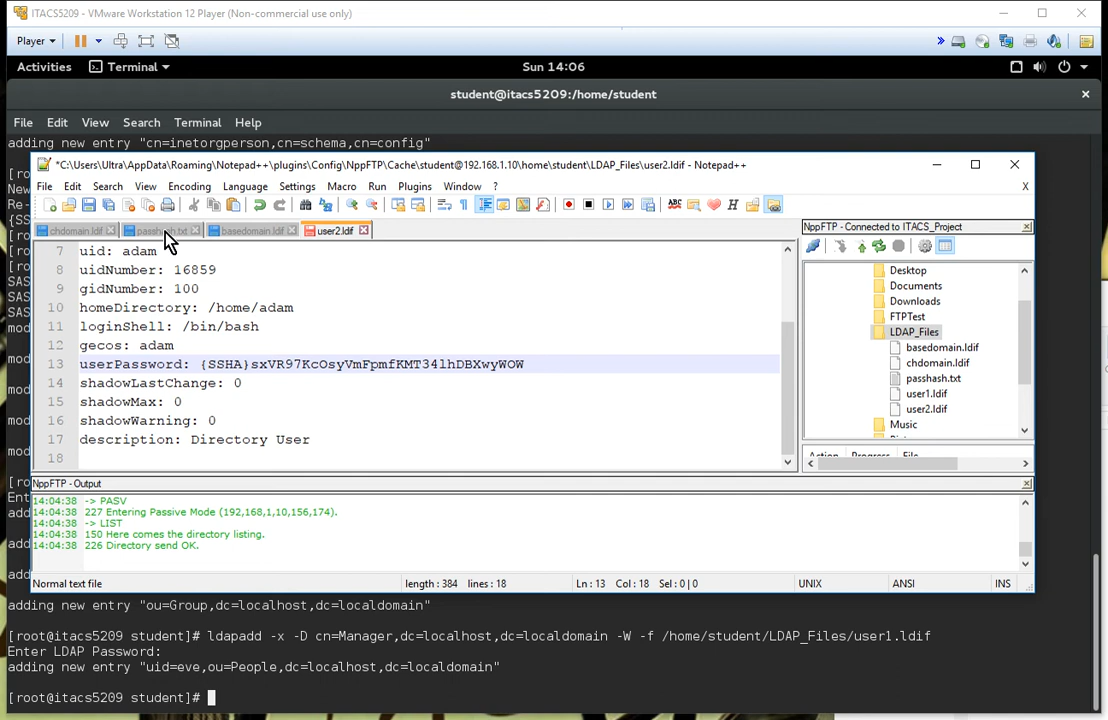 ITACS5209 - VMware Workstation 12 Player (Non-commercial use only)
Player
Activities Terminal Sun 14:06
student@itacs5209:/home/student
File Edit View Search Terminal Help
adding new entry "cn=inetorgperson,cn=schema,cn=config"
*C:\Users\Ultra\AppData\Roaming\Notepad++\plugins\Config\NppFTP\Cache\student@192.168.1.10\home\student\LDAP_Files\user2.ldif - Notepad++
File Edit Search View Encoding Language Settings Macro Run Plugins Window ? X
chdomain.ldif passhash.txt basedomain.ldif user2.ldif
7 uid: adam
8 uidNumber: 16859
9 gidNumber: 100
10 homeDirectory: /home/adam
11 loginShell: /bin/bash
12 gecos: adam
13 userPassword: {SSHA}sxVR97KcOsyVmFpmfKMT34lhDBXwyWOW
14 shadowLastChange: 0
15 shadowMax: 0
16 shadowWarning: 0
17 description: Directory User
18
NppFTP - Connected to ITACS_Project
Desktop
Documents
Downloads
FTPTest
LDAP_Files
basedomain.ldif
chdomain.ldif
passhash.txt
user1.ldif
user2.ldif
Music
Action Progress File
NppFTP - Output
14:04:38 -> PASV
14:04:38 227 Entering Passive Mode (192,168,1,10,156,174).
14:04:38 -> LIST
14:04:38 150 Here comes the directory listing.
14:04:38 226 Directory send OK.
Normal text file length : 384 lines : 18 Ln : 13 Col : 18 Sel : 0 | 0 UNIX ANSI INS
adding new entry "ou=Group,dc=localhost,dc=localdomain"
[root@itacs5209 student]# ldapadd -x -D cn=Manager,dc=localhost,dc=localdomain -W -f /home/student/LDAP_Files/user1.ldif
Enter LDAP Password:
adding new entry "uid=eve,ou=People,dc=localhost,dc=localdomain"
[root@itacs5209 student]#